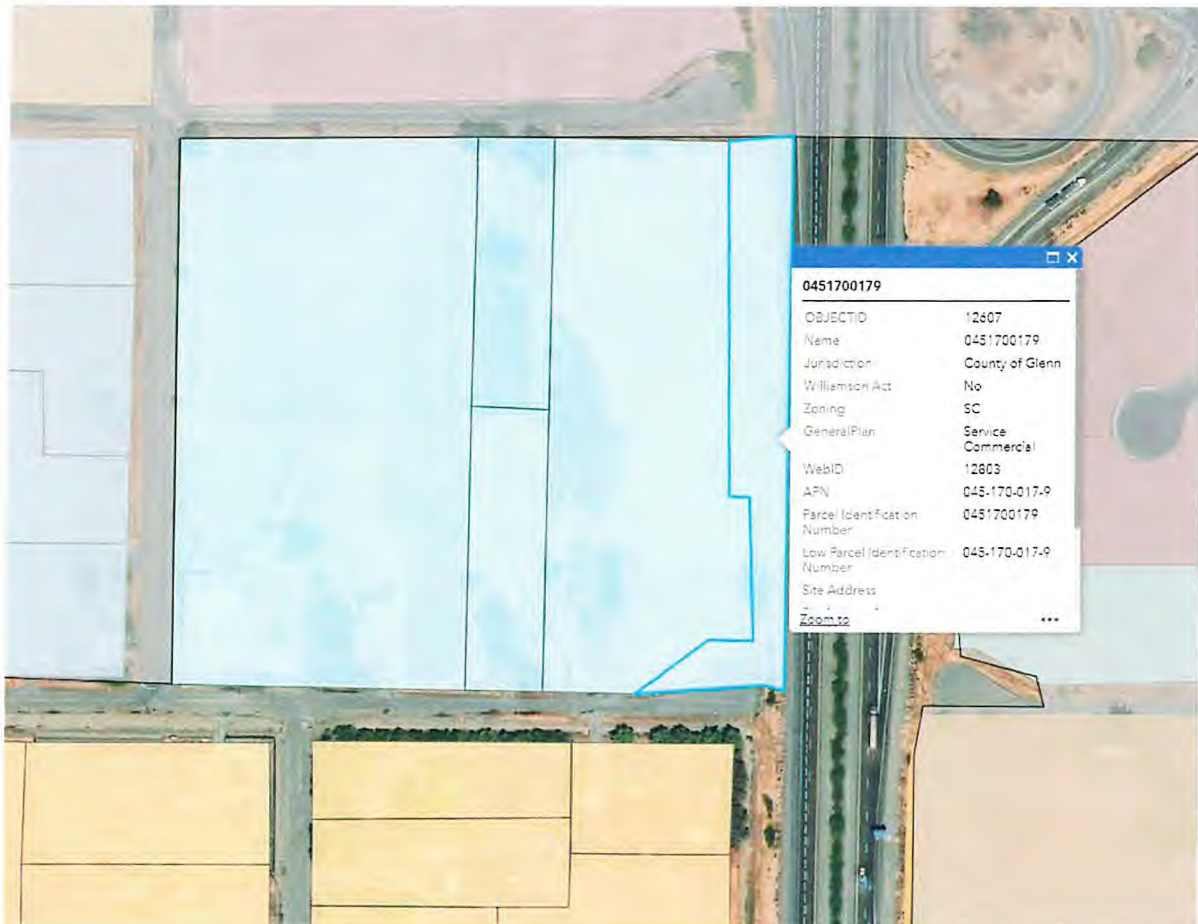 0451700179
OBJECTID 12607
Name 0451700179
Jurisdiction County of Glenn
Williamson Act No
Zoning SC
GeneralPlan Service
Commercial
WebID 12803
APN 045-170-017-9
Parcel Identification 0451700179
Number
Low Parcel Identification 045-170-017-9
Number
Site Address
Zoom to •••